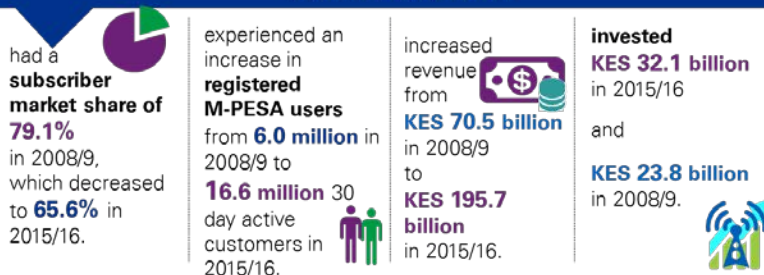 had a
subscriber
market share of
79.1%
in 2008/9,
which decreased
to 65.6% in
2015/16.
experienced an
increase in
registered
M-PESA users
from 6.0 million in
2008/9 to
16.6 million 30
day active
customers in
2015/16.
increased
revenue
from
KES 70.5 billion
in 2008/9
to
KES 195.7
billion
in 2015/16.
invested
KES 32.1 billion
in 2015/16
and
KES 23.8 billion
in 2008/9.